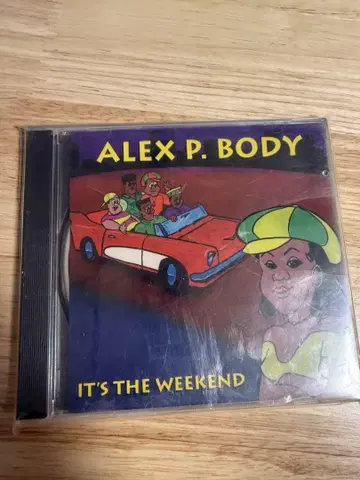 ALEX P. BODY
IT'S THE WEEKEND